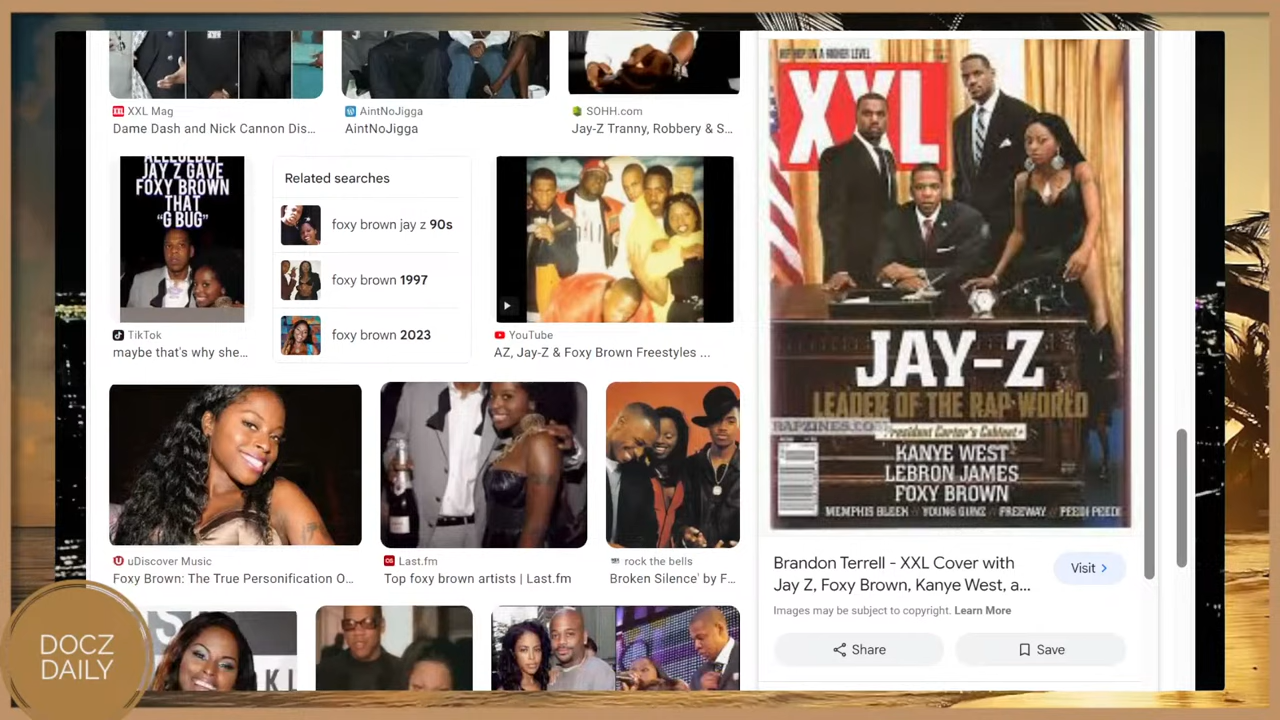 XXL Mag
Dame Dash and Nick Cannon Dis...
AintNoJigga
AintNoJigga
SOHH.com
Jay-Z Tranny, Robbery & S...
JAY Z GAVE
FOXY BROWN
THAT
"G BUG"
TikTok
maybe that's why she...
Related searches
foxy brown jay z 90s
foxy brown 1997
foxy brown 2023
YouTube
AZ, Jay-Z & Foxy Brown Freestyles ...
uDiscover Music
Foxy Brown: The True Personification O...
Last.fm
Top foxy brown artists | Last.fm
rock the bells
Broken Silence' by F...
HIP-HOP ON A HIGHER LEVEL
XXL
JAY-Z
LEADER OF THE RAP WORLD
RAPZINES.COM
President Carter's Cabinet
KANYE WEST
LEBRON JAMES
FOXY BROWN
MEMPHIS BLEEK YOUNG GUNZ FREEWAY PEEDI PEEDI
Brandon Terrell - XXL Cover with
Jay Z, Foxy Brown, Kanye West, a...
Visit
Images may be subject to copyright. Learn More
Share
Save
DOCZ
DAILY